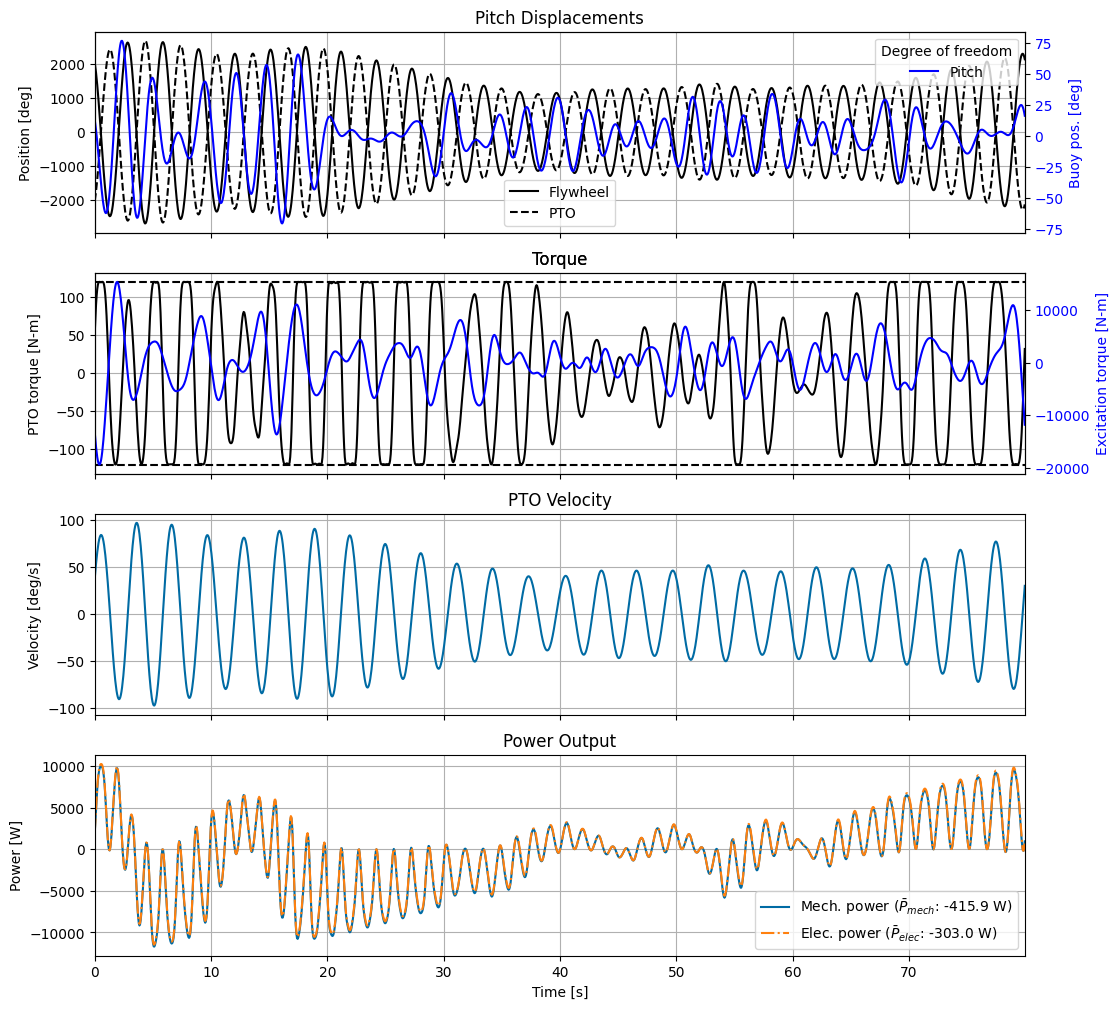 Pitch Displacements
Position [deg]
2000
1000
0
−1000
−2000
Degree of freedom
Pitch
Flywheel
PTO
75
50
25
0
−25
−50
−75
Buoy pos. [deg]
Torque
PTO torque [N-m]
100
50
0
−50
−100
10000
0
−10000
−20000
Excitation torque [N-m]
PTO Velocity
Velocity [deg/s]
100
50
0
−50
−100
Power Output
Power [W]
10000
5000
0
−5000
−10000
Mech. power (P̄mech: -415.9 W)
Elec. power (P̄elec: -303.0 W)
0 10 20 30 40 50 60 70
Time [s]